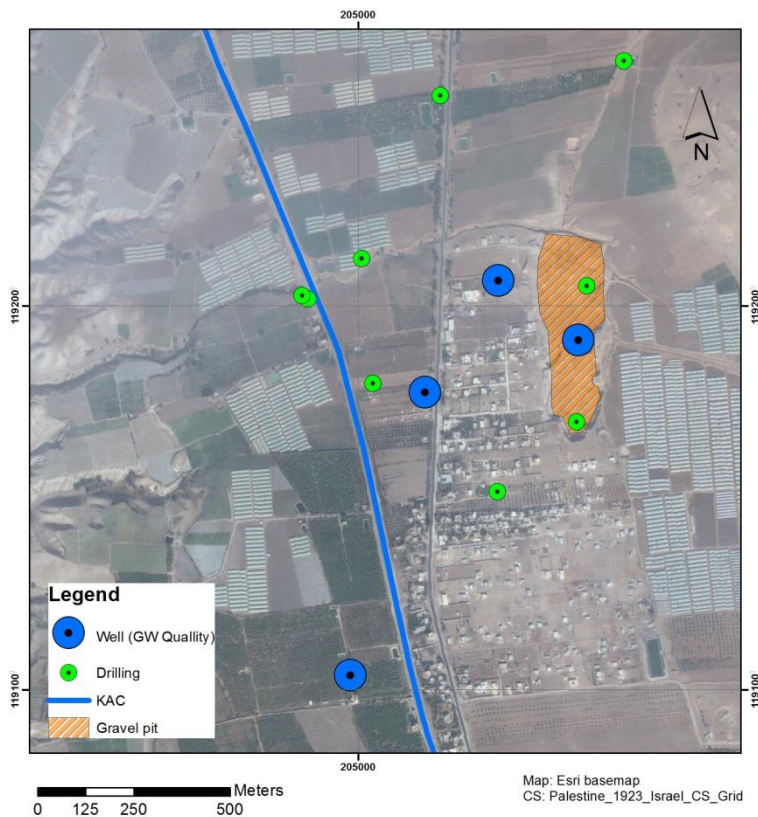 205000
N
119200
119200
Legend
Well (GW Quallity)
Drilling
KAC
Gravel pit
119100
119100
205000
Meters
0 125 250 500
Map: Esri basemap
CS: Palestine_1923_Israel_CS_Grid